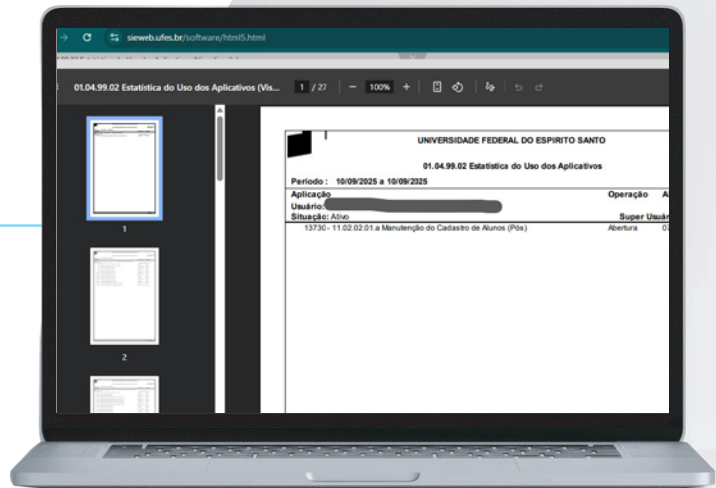 sieweb.ufes.br/software/html5.html
01.04.99.02 Estatística do Uso dos Aplicativos (Vis... 1 / 27 100%
1
2
UNIVERSIDADE FEDERAL DO ESPIRITO SANTO
01.04.99.02 Estatística do Uso dos Aplicativos
Período : 10/09/2025 a 10/09/2025
Aplicação Operação A
Usuário:
Situação: Ativo Super Usuár
13730 - 11.02.02.01.a Manutenção do Cadastro de Alunos (Pós) Abertura 07